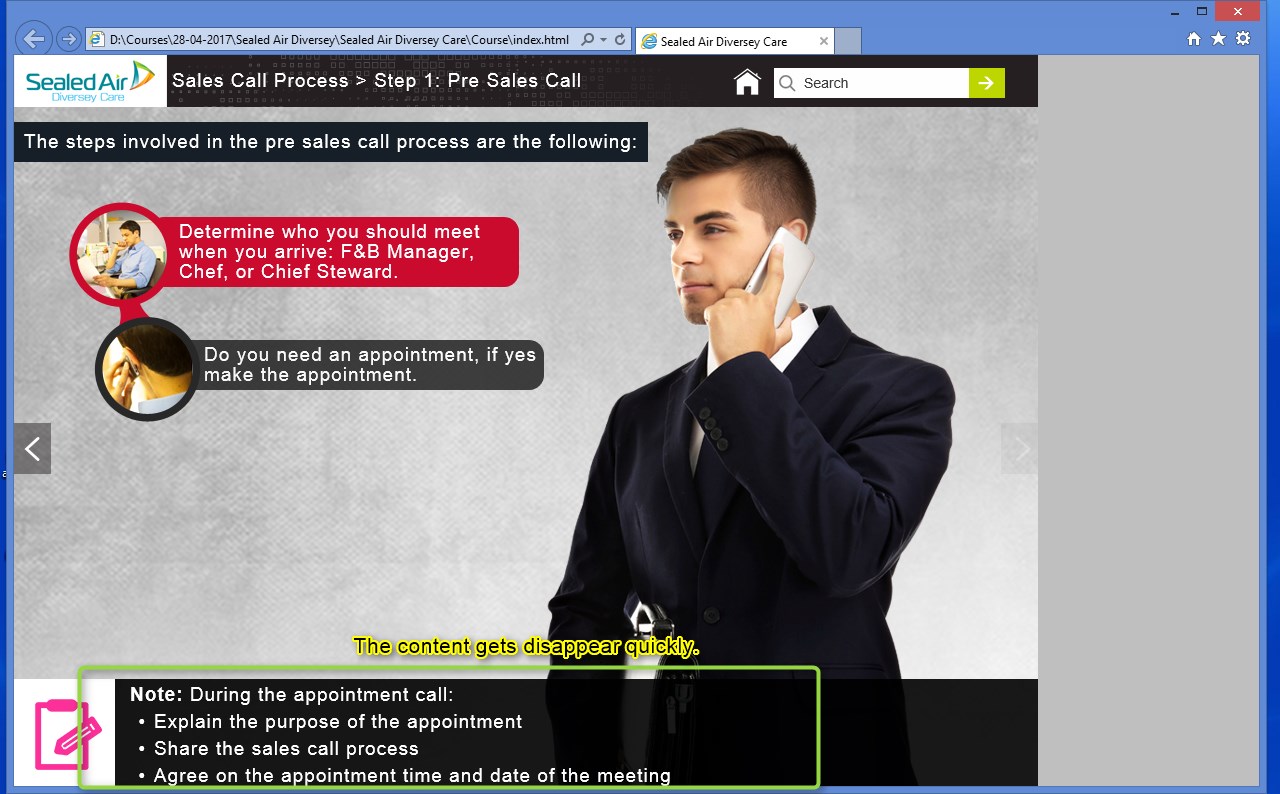 D:\Courses\28-04-2017\Sealed Air Diversey\Sealed Air Diversey Care\Course\index.html
Sealed Air Diversey Care
Sealed Air
Diversey Care
Sales Call Process > Step 1: Pre Sales Call
Search
The steps involved in the pre sales call process are the following:
Determine who you should meet
when you arrive: F&B Manager,
Chef, or Chief Steward.
Do you need an appointment, if yes
make the appointment.
The content gets disappear quickly.
Note: During the appointment call:
• Explain the purpose of the appointment
• Share the sales call process
• Agree on the appointment time and date of the meeting